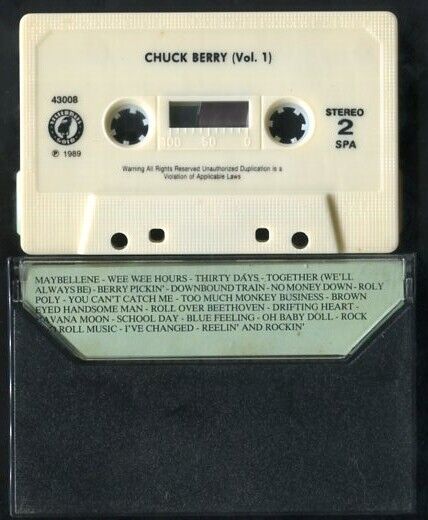 CHUCK BERRY (Vol. 1)
43008
100 50 0
STEREO
2
SPA
℗ 1989
Warning All Rights Reserved Unauthorized Duplication is a
Violation of Applicable Laws
MAYBELLENE - WEE WEE HOURS - THIRTY DAYS - TOGETHER (WE'LL
ALWAYS BE) - BERRY PICKIN' - DOWNBOUND TRAIN - NO MONEY DOWN - ROLY
POLY - YOU CAN'T CATCH ME - TOO MUCH MONKEY BUSINESS - BROWN
EYED HANDSOME MAN - ROLL OVER BEETHOVEN - DRIFTING HEART -
AVANA MOON - SCHOOL DAY - BLUE FEELING - OH BABY DOLL - ROCK
ROLL MUSIC - I'VE CHANGED - REELIN' AND ROCKIN'